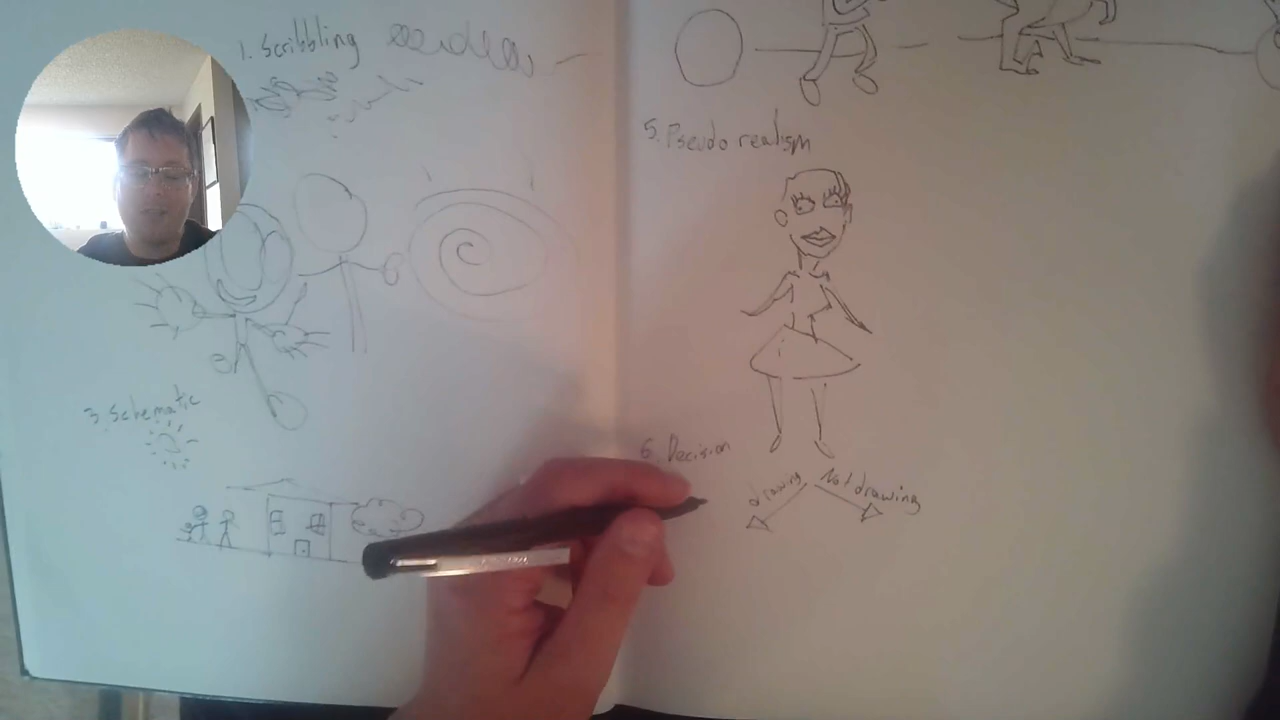 1. Scribbling
3. Schematic
5. Pseudo realism
6. Decision
drawing
Not drawing